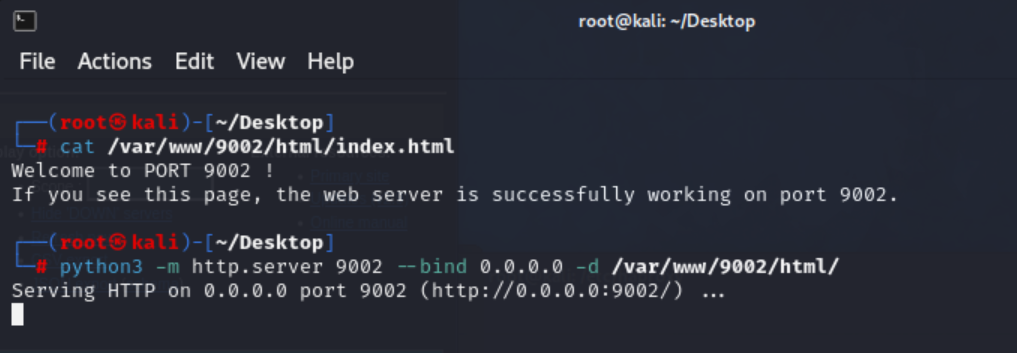 root@kali: ~/Desktop
File Actions Edit View Help
┌──(root㉿kali)-[~/Desktop]
└─# cat /var/www/9002/html/index.html
Welcome to PORT 9002 !
If you see this page, the web server is successfully working on port 9002.
┌──(root㉿kali)-[~/Desktop]
└─# python3 -m http.server 9002 --bind 0.0.0.0 -d /var/www/9002/html/
Serving HTTP on 0.0.0.0 port 9002 (http://0.0.0.0:9002/) ...